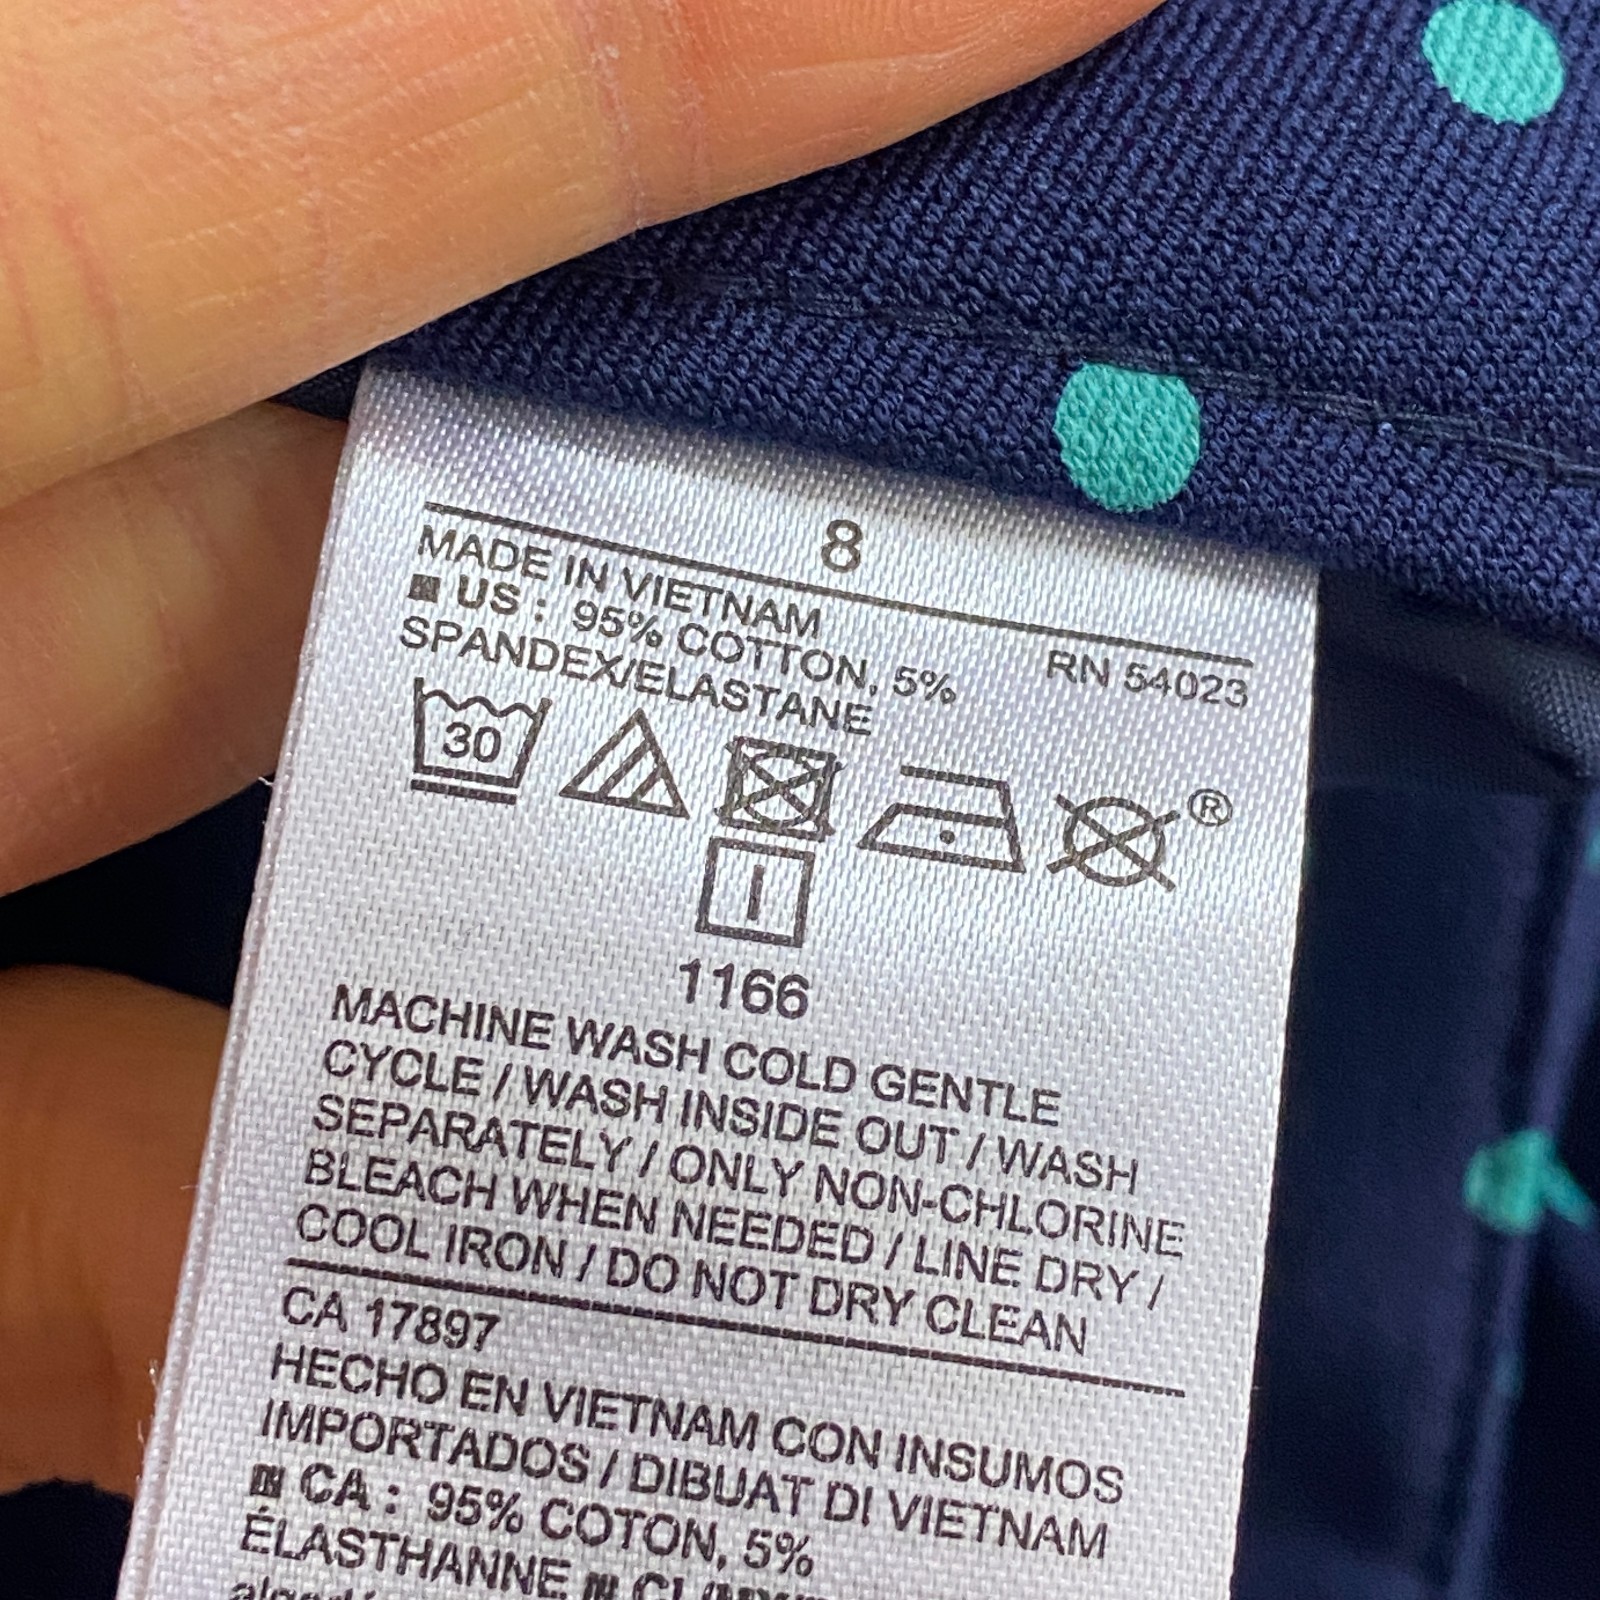 8
MADE IN VIETNAM
RN 54023
US : 95% COTTON, 5%
SPANDEX/ELASTANE
30
®
1166
MACHINE WASH COLD GENTLE
CYCLE / WASH INSIDE OUT / WASH
SEPARATELY / ONLY NON-CHLORINE
BLEACH WHEN NEEDED / LINE DRY /
COOL IRON / DO NOT DRY CLEAN
CA 17897
HECHO EN VIETNAM CON INSUMOS
IMPORTADOS / DIBUAT DI VIETNAM
CA : 95% COTON, 5%
ÉLASTHANNE